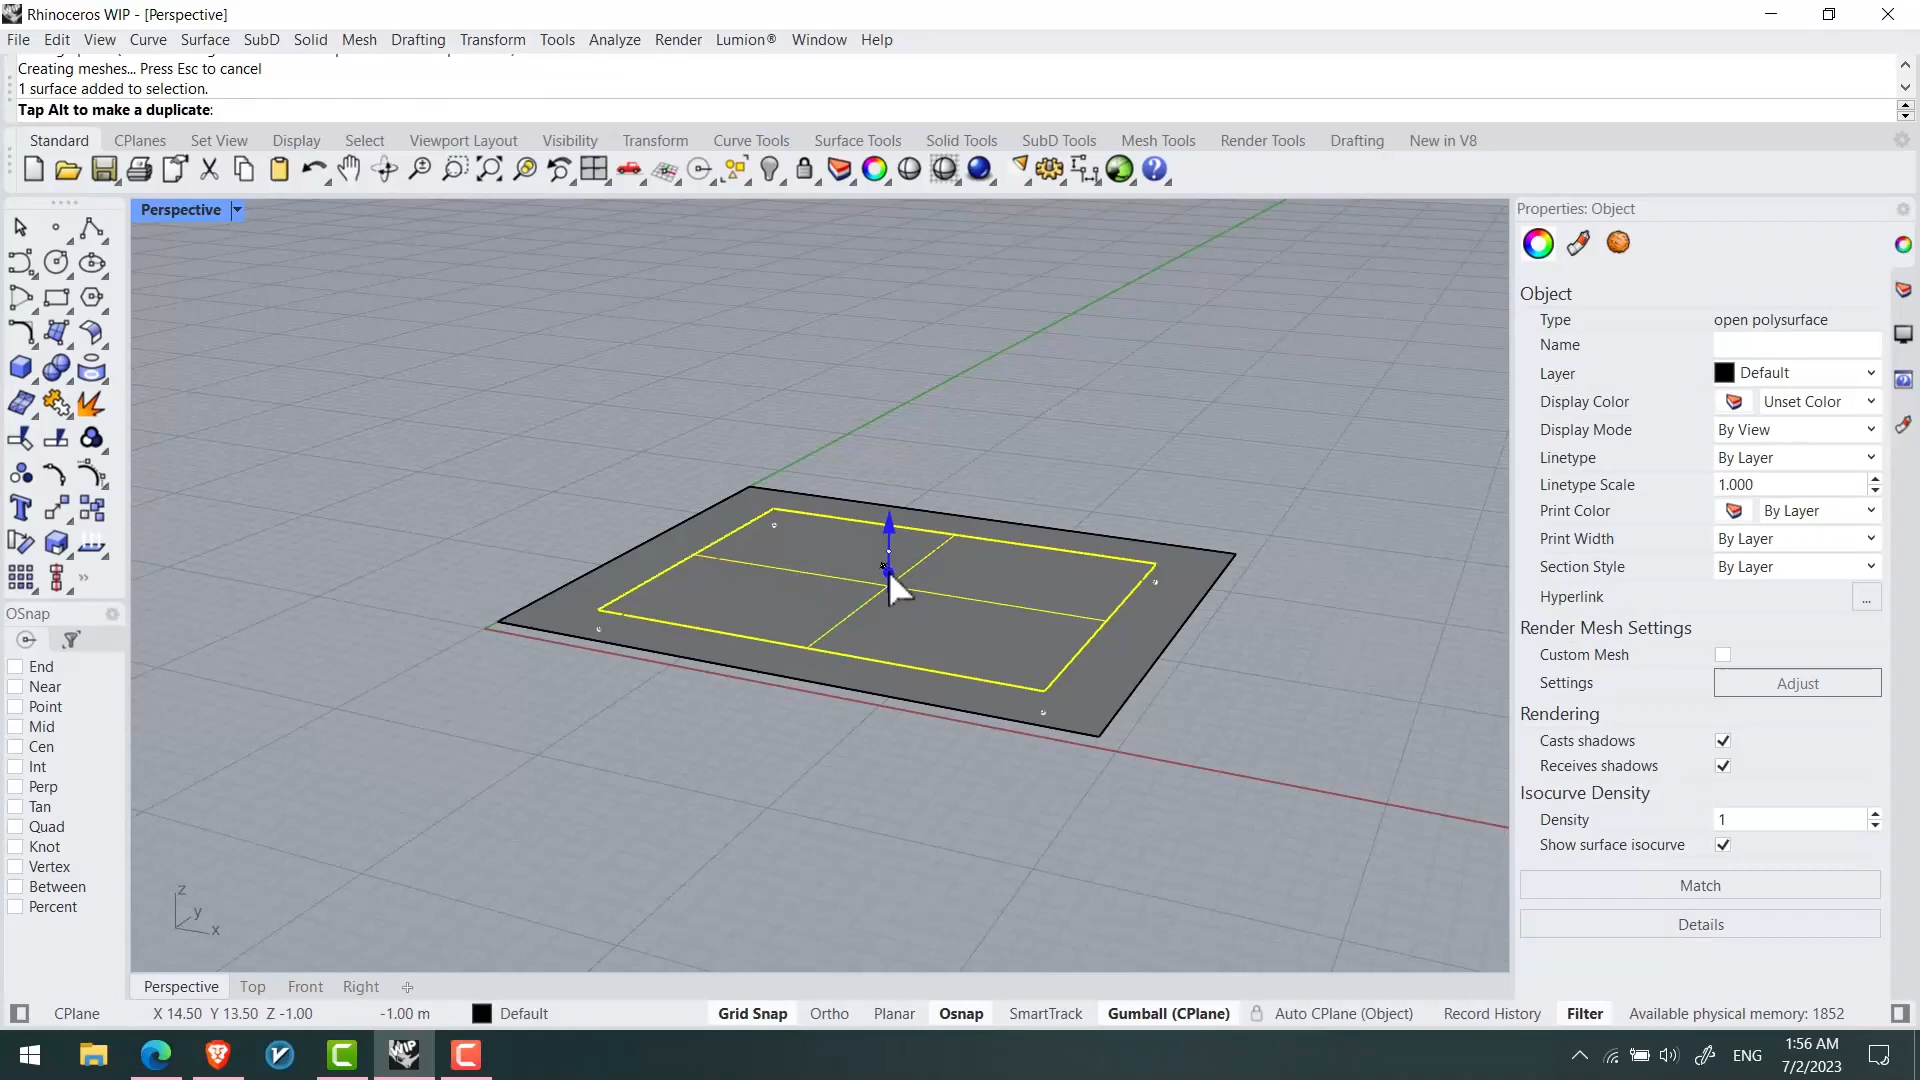 Rhinoceros WIP - [Perspective]
File Edit View Curve Surface SubD Solid Mesh Drafting Transform Tools Analyze Render Lumion® Window Help
Creating meshes... Press Esc to cancel
1 surface added to selection.
Tap Alt to make a duplicate:
Standard CPlanes Set View Display Select Viewport Layout Visibility Transform Curve Tools Surface Tools Solid Tools SubD Tools Mesh Tools Render Tools Drafting New in V8
Perspective
Properties: Object
Object
Type open polysurface
Name
Layer Default
Display Color Unset Color
Display Mode By View
Linetype By Layer
Linetype Scale 1.000
Print Color By Layer
Print Width By Layer
Section Style By Layer
Hyperlink ...
Render Mesh Settings
Custom Mesh
Settings Adjust
Rendering
Casts shadows
Receives shadows
Isocurve Density
Density 1
Show surface isocurve
Match
Details
OSnap
End
Near
Point
Mid
Cen
Int
Perp
Tan
Quad
Knot
Vertex
Between
Percent
z
y
x
Perspective Top Front Right
CPlane X 14.50 Y 13.50 Z -1.00 -1.00 m Default Grid Snap Ortho Planar Osnap SmartTrack Gumball (CPlane) Auto CPlane (Object) Record History Filter Available physical memory: 1852
WIP
ENG
1:56 AM
7/2/2023